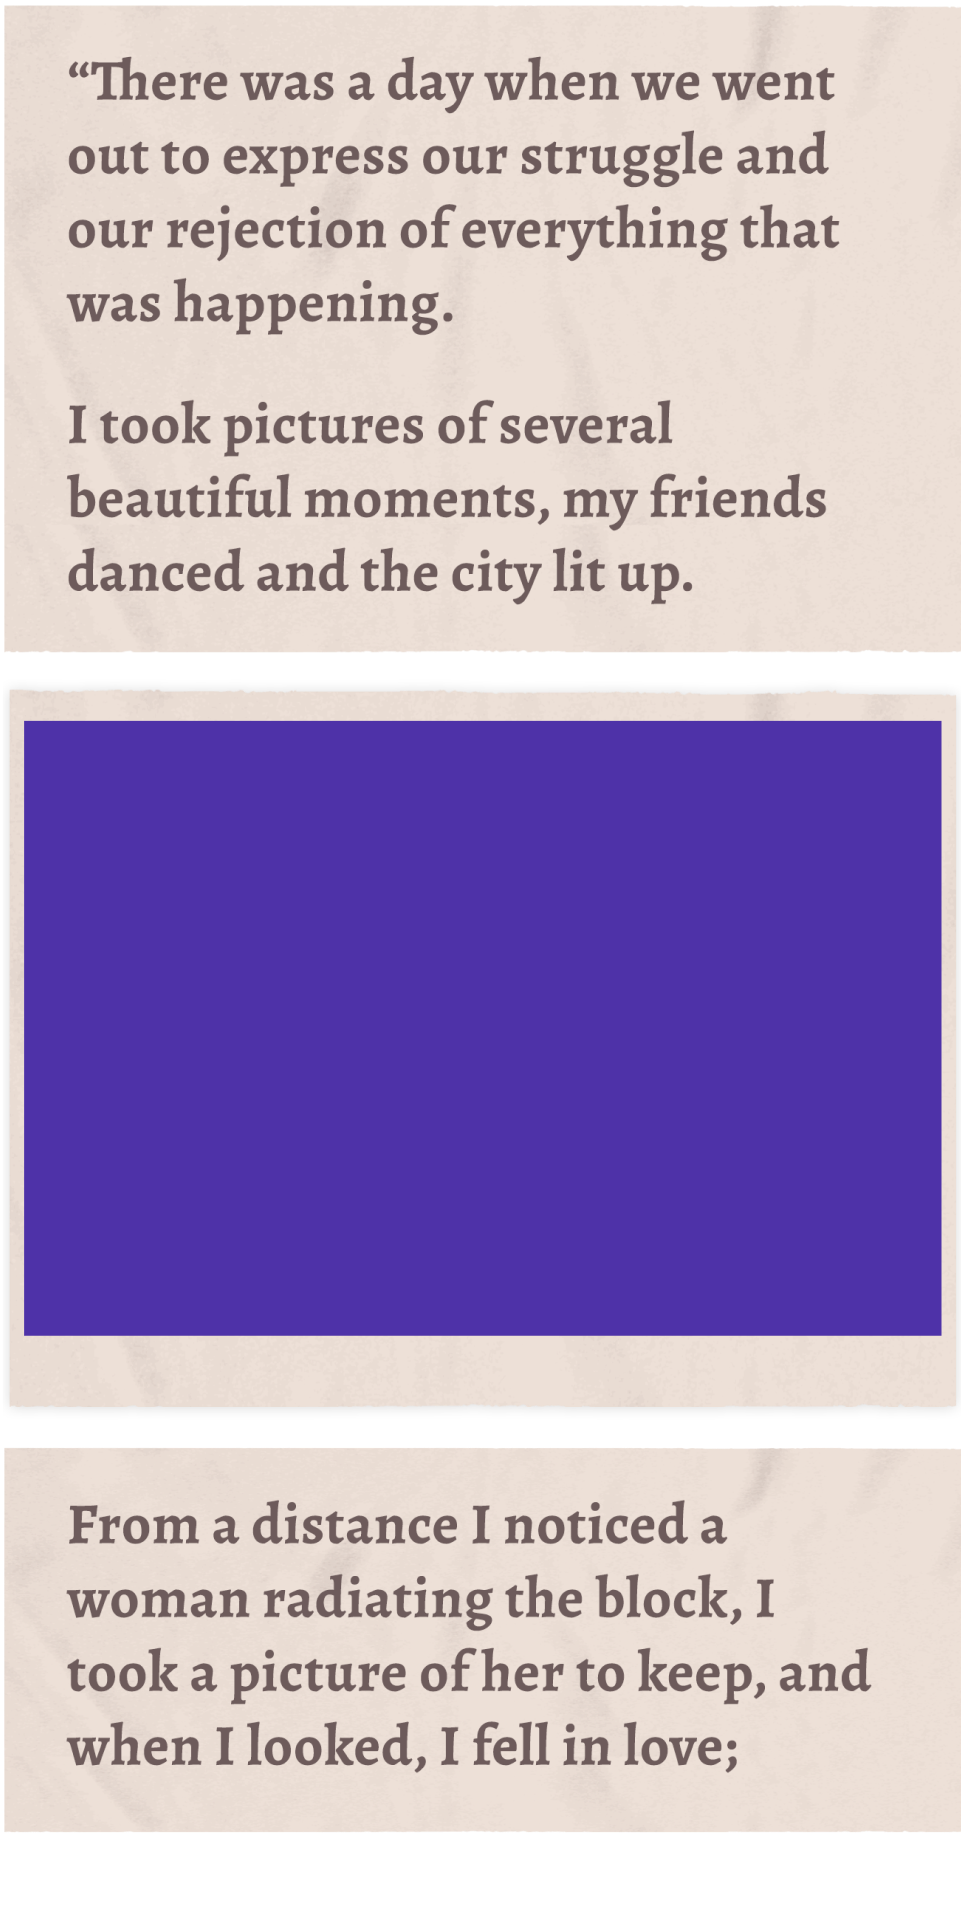 “There was a day when we went
out to express our struggle and
our rejection of everything that
was happening.
I took pictures of several
beautiful moments, my friends
danced and the city lit up.
From a distance I noticed a
woman radiating the block, I
took a picture of her to keep, and
when I looked, I fell in love;